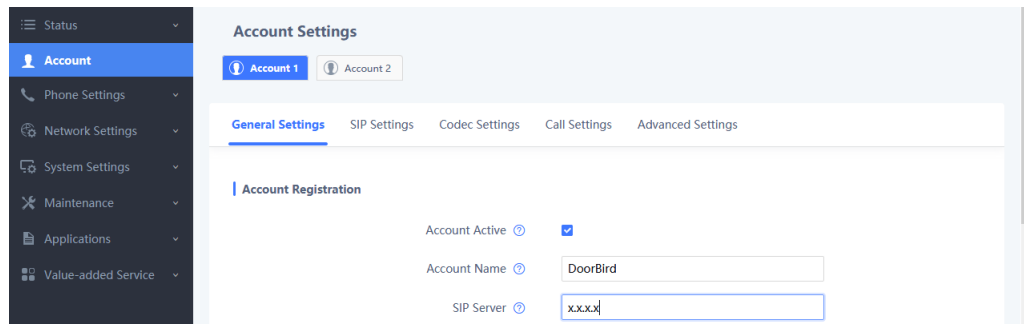 Status
Account
Phone Settings
Network Settings
System Settings
Maintenance
Applications
Value-added Service
Account Settings
Account 1
Account 2
General Settings SIP Settings Codec Settings Call Settings Advanced Settings
Account Registration
Account Active ?
Account Name ? DoorBird
SIP Server ? x.x.x.x